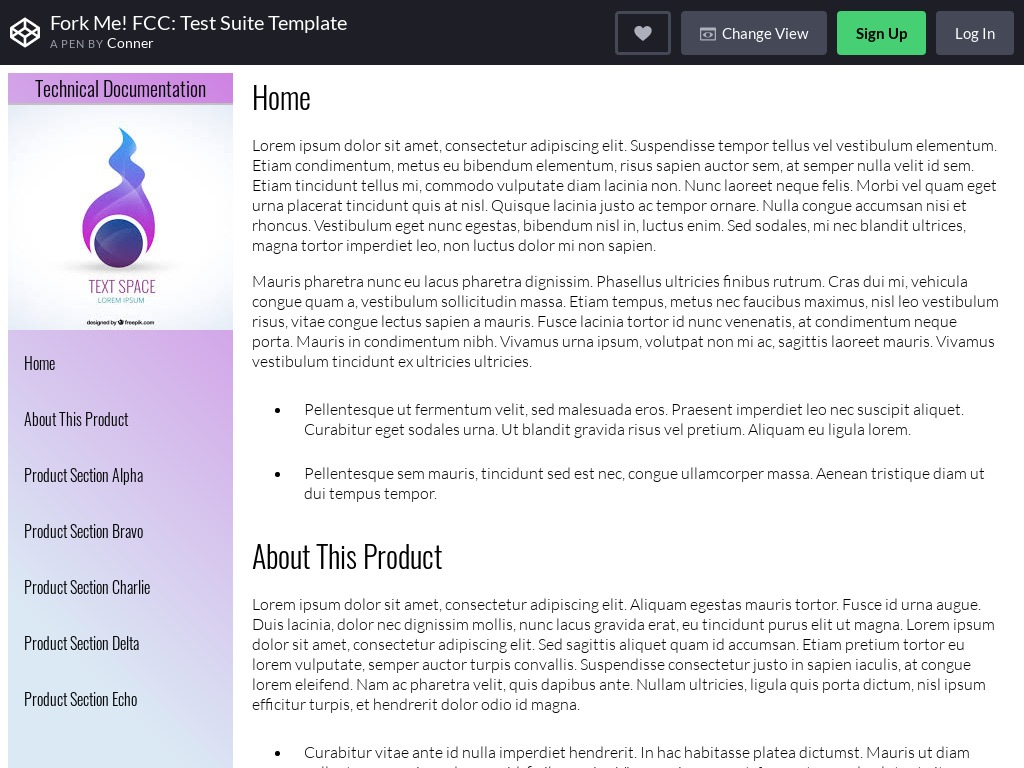 Fork Me! FCC: Test Suite Template
A PEN BY Conner
Change View
Sign Up
Log In
Technical Documentation
TEXT SPACE
LOREM IPSUM
designed by freepik.com
Home
About This Product
Product Section Alpha
Product Section Bravo
Product Section Charlie
Product Section Delta
Product Section Echo
Home
Lorem ipsum dolor sit amet, consectetur adipiscing elit. Suspendisse tempor tellus vel vestibulum elementum.
Etiam condimentum, metus eu bibendum elementum, risus sapien auctor sem, at semper nulla velit id sem.
Etiam tincidunt tellus mi, commodo vulputate diam lacinia non. Nunc laoreet neque felis. Morbi vel quam eget
urna placerat tincidunt quis at nisl. Quisque lacinia justo ac tempor ornare. Nulla congue accumsan nisi et
rhoncus. Vestibulum eget nunc egestas, bibendum nisl in, luctus enim. Sed sodales, mi nec blandit ultrices,
magna tortor imperdiet leo, non luctus dolor mi non sapien.
Mauris pharetra nunc eu lacus pharetra dignissim. Phasellus ultricies finibus rutrum. Cras dui mi, vehicula
congue quam a, vestibulum sollicitudin massa. Etiam tempus, metus nec faucibus maximus, nisl leo vestibulum
risus, vitae congue lectus sapien a mauris. Fusce lacinia tortor id nunc venenatis, at condimentum neque
porta. Mauris in condimentum nibh. Vivamus urna ipsum, volutpat non mi ac, sagittis laoreet mauris. Vivamus
vestibulum tincidunt ex ultricies ultricies.
Pellentesque ut fermentum velit, sed malesuada eros. Praesent imperdiet leo nec suscipit aliquet.
Curabitur eget sodales urna. Ut blandit gravida risus vel pretium. Aliquam eu ligula lorem.
Pellentesque sem mauris, tincidunt sed est nec, congue ullamcorper massa. Aenean tristique diam ut
dui tempus tempor.
About This Product
Lorem ipsum dolor sit amet, consectetur adipiscing elit. Aliquam egestas mauris tortor. Fusce id urna augue.
Duis lacinia, dolor nec dignissim mollis, nunc lacus gravida erat, eu tincidunt purus elit ut magna. Lorem ipsum
dolor sit amet, consectetur adipiscing elit. Sed sagittis aliquet quam id accumsan. Etiam pretium tortor eu
lorem vulputate, semper auctor turpis convallis. Suspendisse consectetur justo in sapien iaculis, at congue
lorem eleifend. Nam ac pharetra velit, quis dapibus ante. Nullam ultricies, ligula quis porta dictum, nisl ipsum
efficitur turpis, et hendrerit dolor odio id magna.
Curabitur vitae ante id nulla imperdiet hendrerit. In hac habitasse platea dictumst. Mauris ut diam